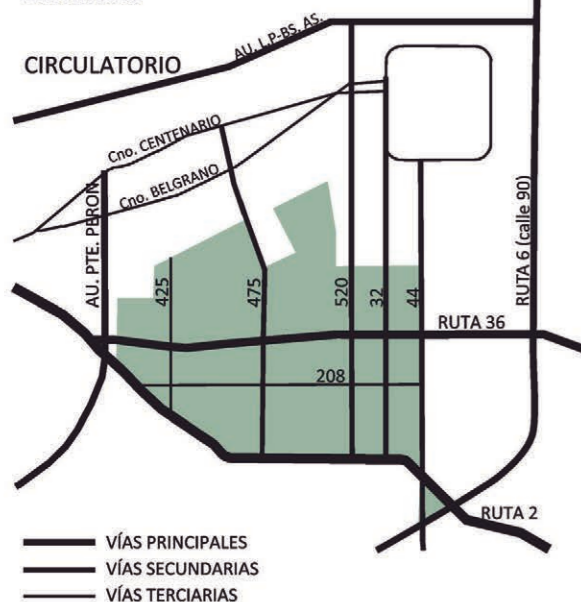 AU. L.P-BS. AS.
CIRCULATORIO
Cno. CENTENARIO
Cno. BELGRANO
AU. PTE. PERON
RUTA 6 (calle 90)
425
475
520
32
44
RUTA 36
208
RUTA 2
VÍAS PRINCIPALES
VÍAS SECUNDARIAS
VÍAS TERCIARIAS